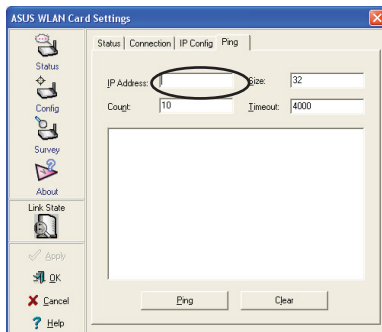 ASUS WLAN Card Settings
Status
Config
Survey
About
Link State
Apply
OK
Cancel
Help
Status Connection IP Config Ping
IP Address: Size: 32
Count: 10 Timeout: 4000
Ping Clear